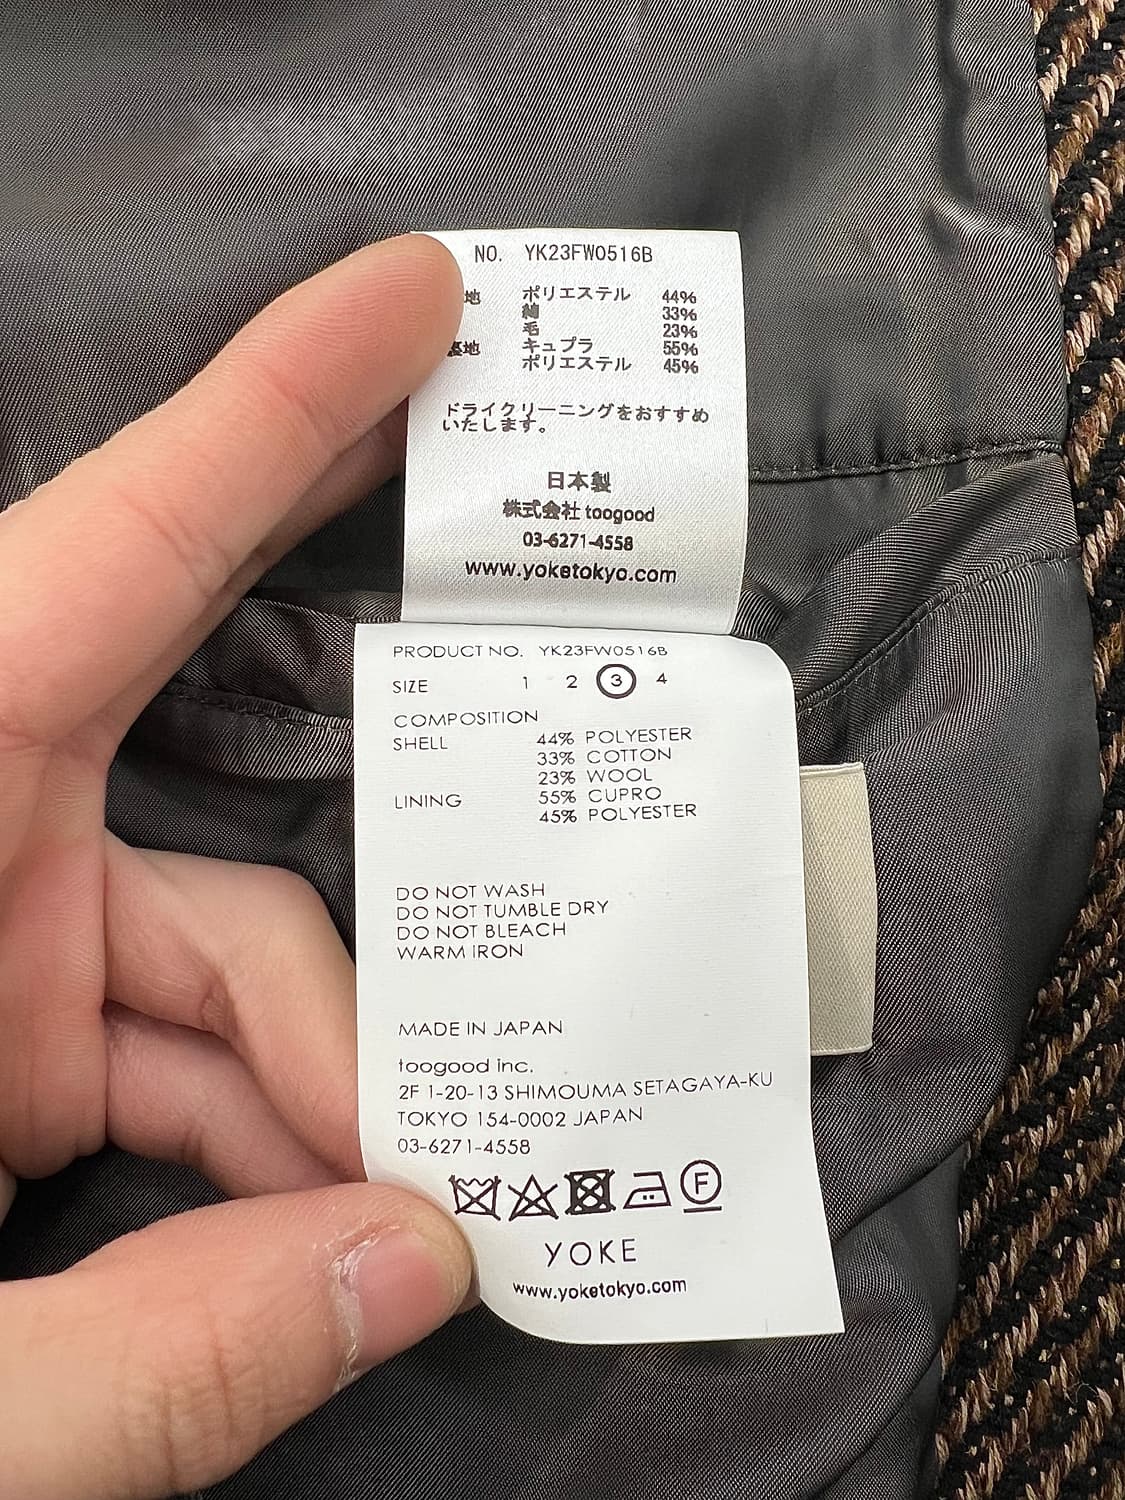 NO. YK23FW0516B
地 ポリエステル 44%
綿 33%
毛 23%
裏地 キュプラ 55%
ポリエステル 45%
ドライクリーニングをおすすめ
いたします。
日本製
株式会社 toogood
03-6271-4558
www.yoketokyo.com
PRODUCT NO. YK23FW0516B
SIZE 1 2 3 4
COMPOSITION
SHELL 44% POLYESTER
33% COTTON
23% WOOL
LINING 55% CUPRO
45% POLYESTER
DO NOT WASH
DO NOT TUMBLE DRY
DO NOT BLEACH
WARM IRON
MADE IN JAPAN
toogood inc.
2F 1-20-13 SHIMOUMA SETAGAYA-KU
TOKYO 154-0002 JAPAN
03-6271-4558
F
YOKE
www.yoketokyo.com